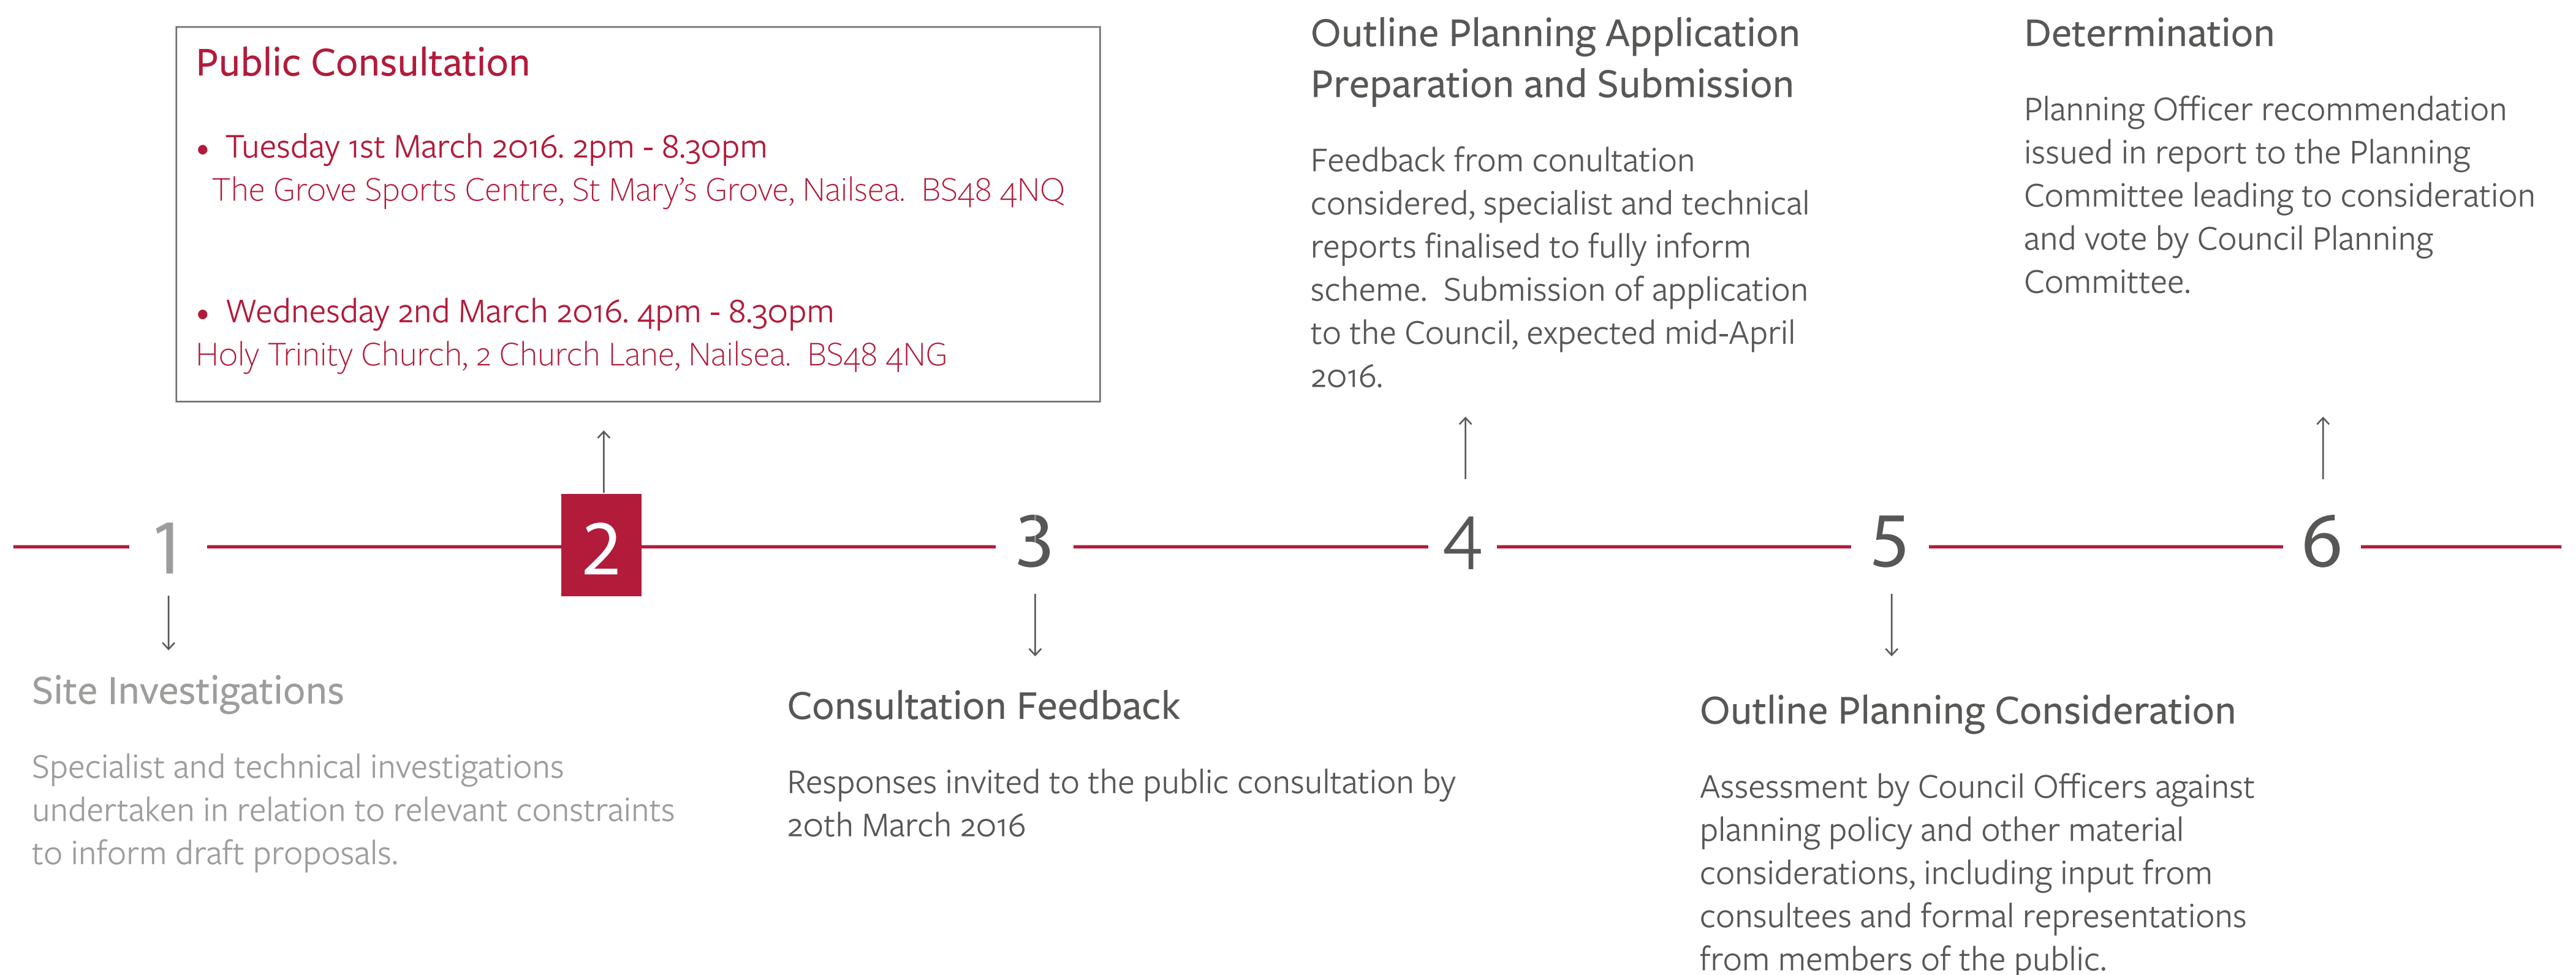 Public Consultation
• Tuesday 1st March 2016. 2pm - 8.30pm
The Grove Sports Centre, St Mary's Grove, Nailsea.  BS48 4NQ
• Wednesday 2nd March 2016. 4pm - 8.30pm
Holy Trinity Church, 2 Church Lane, Nailsea.  BS48 4NG
Outline Planning Application
Preparation and Submission
Feedback from conultation
considered, specialist and technical
reports finalised to fully inform
scheme.  Submission of application
to the Council, expected mid-April
2016.
Determination
Planning Officer recommendation
issued in report to the Planning
Committee leading to consideration
and vote by Council Planning
Committee.
1
2
3
4
5
6
Site Investigations
Specialist and technical investigations
undertaken in relation to relevant constraints
to inform draft proposals.
Consultation Feedback
Responses invited to the public consultation by
20th March 2016
Outline Planning Consideration
Assessment by Council Officers against
planning policy and other material
considerations, including input from
consultees and formal representations
from members of the public.